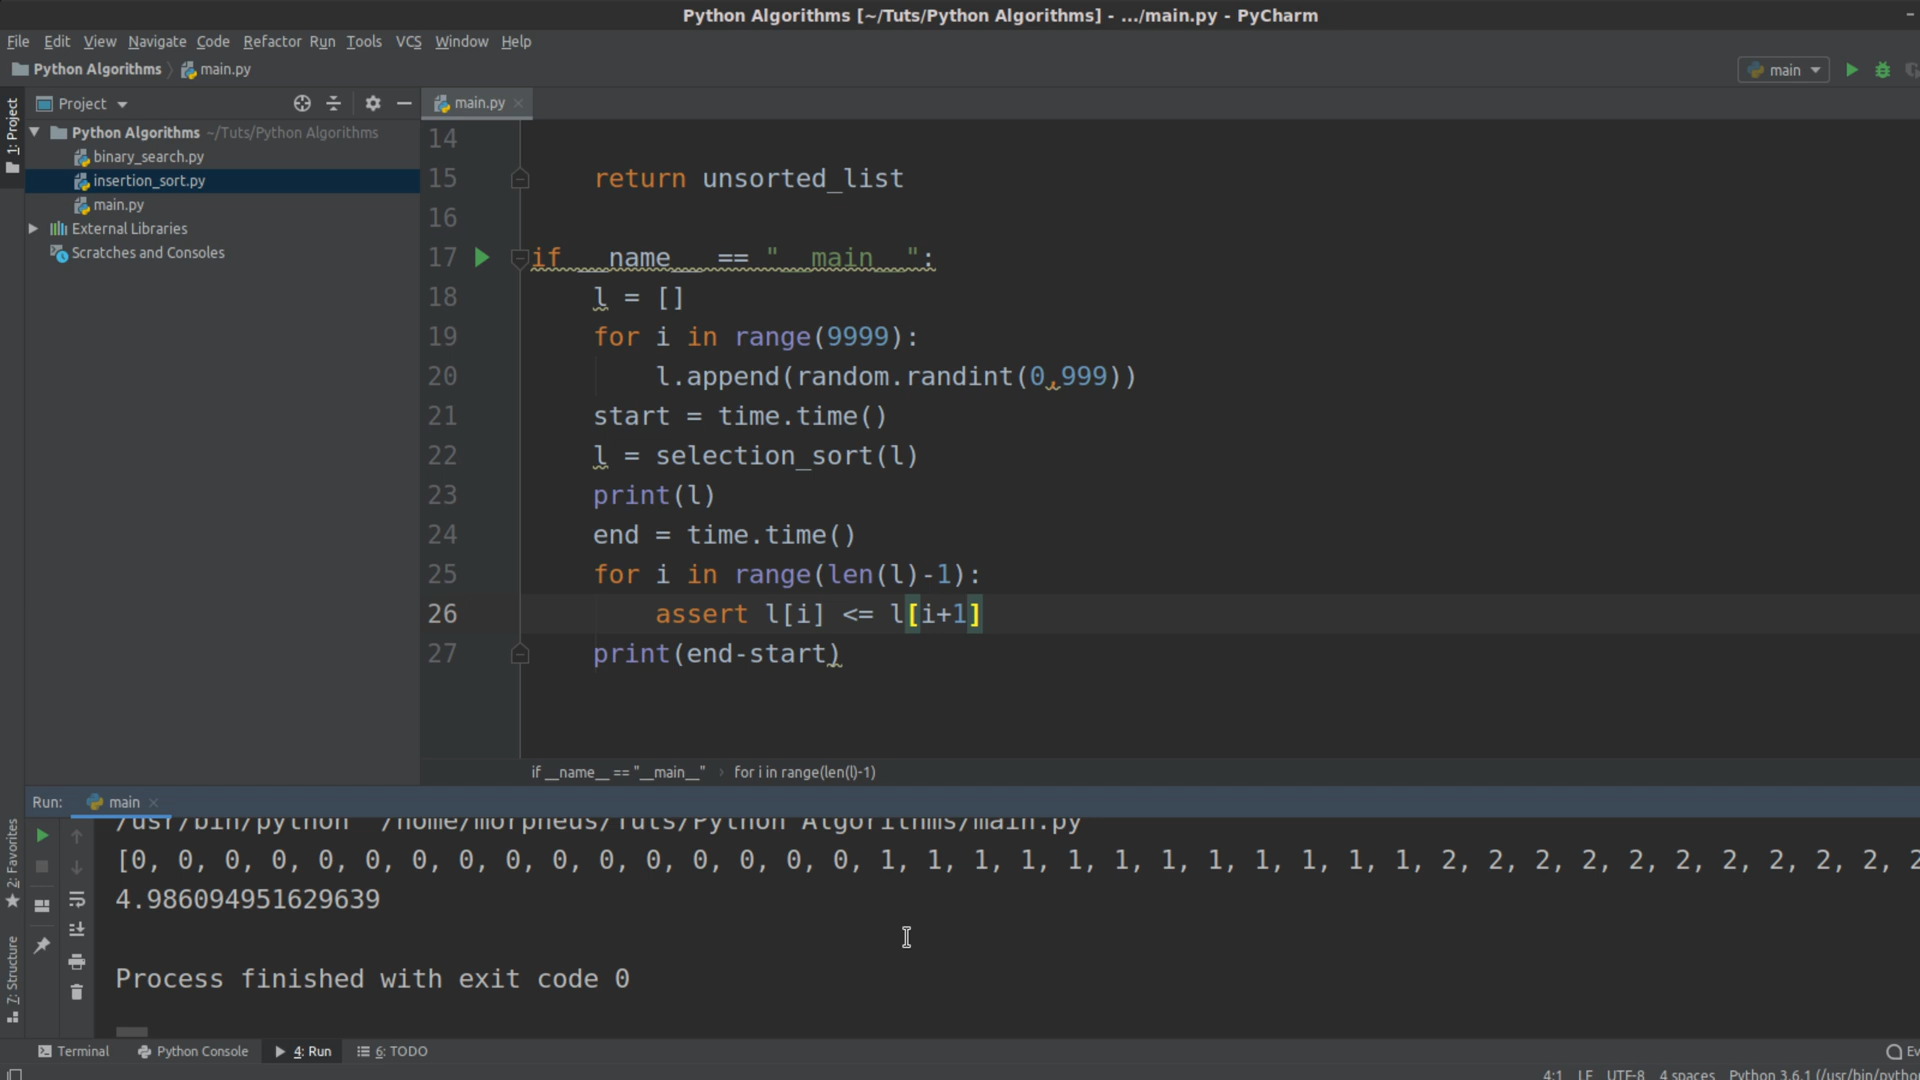 Python Algorithms [~/Tuts/Python Algorithms] - .../main.py - PyCharm
File Edit View Navigate Code Refactor Run Tools VCS Window Help
Python Algorithms main.py
main
1: Project
Project
main.py
Python Algorithms ~/Tuts/Python Algorithms
binary_search.py
insertion_sort.py
main.py
External Libraries
Scratches and Consoles
14
15 return unsorted_list
16
17 if __name__ == "__main__":
18 l = []
19 for i in range(9999):
20 l.append(random.randint(0,999))
21 start = time.time()
22 l = selection_sort(l)
23 print(l)
24 end = time.time()
25 for i in range(len(l)-1):
26 assert l[i] <= l[i+1]
27 print(end-start)
if __name__ == "__main__" › for i in range(len(l)-1)
Run: main
/usr/bin/python /home/morpheus/Tuts/Python Algorithms/main.py
[0, 0, 0, 0, 0, 0, 0, 0, 0, 0, 0, 0, 0, 0, 0, 0, 1, 1, 1, 1, 1, 1, 1, 1, 1, 1, 1, 1, 2, 2, 2, 2, 2, 2, 2, 2, 2, 2, 2
4.986094951629639
Process finished with exit code 0
2: Favorites
7: Structure
Terminal Python Console 4: Run 6: TODO
4:1 LF UTF-8 4 spaces Python 3.6.1 (/usr/bin/python